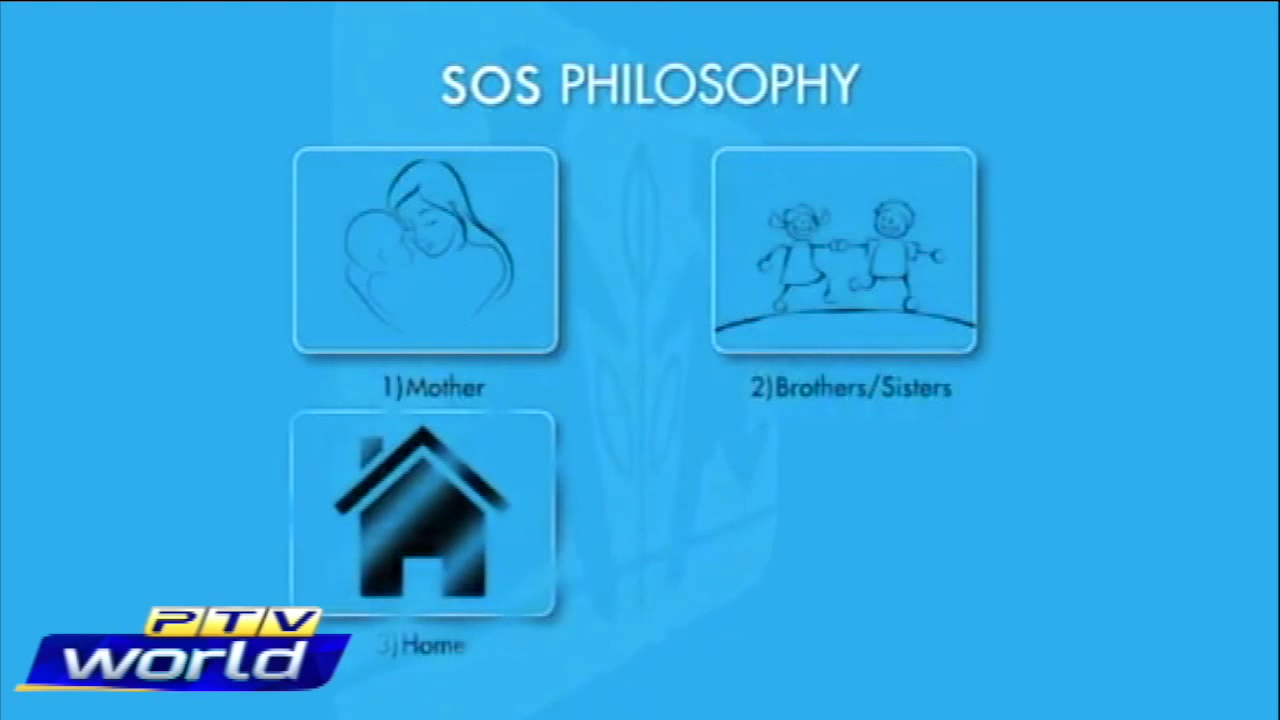 SOS PHILOSOPHY
1)Mother
2)Brothers/Sisters
3)Home
PTV
world